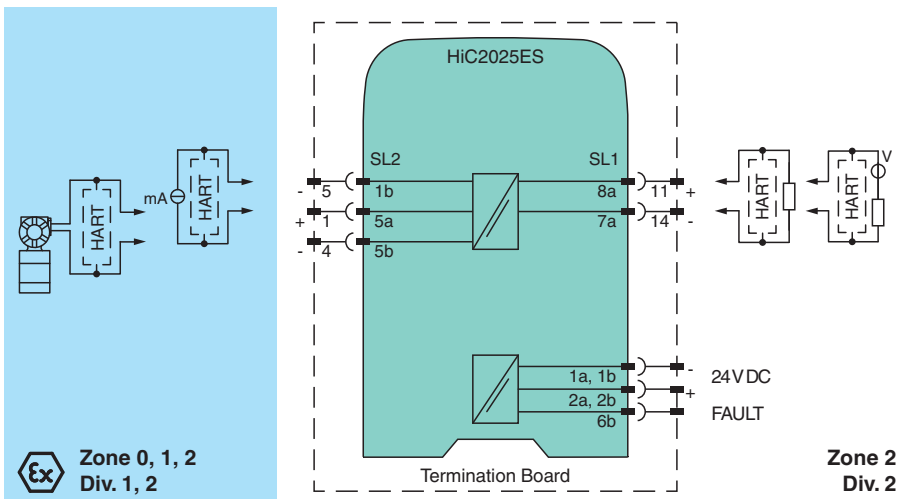 HiC2025ES
SL2
SL1
- 5
1b
8a
11 +
+ 1
5a
7a
14 -
- 4
5b
mA
HART
HART
HART
HART
V
1a, 1b
-
24 V DC
2a, 2b
+
6b
FAULT
Termination Board
Ex
Zone 0, 1, 2
Div. 1, 2
Zone 2
Div. 2